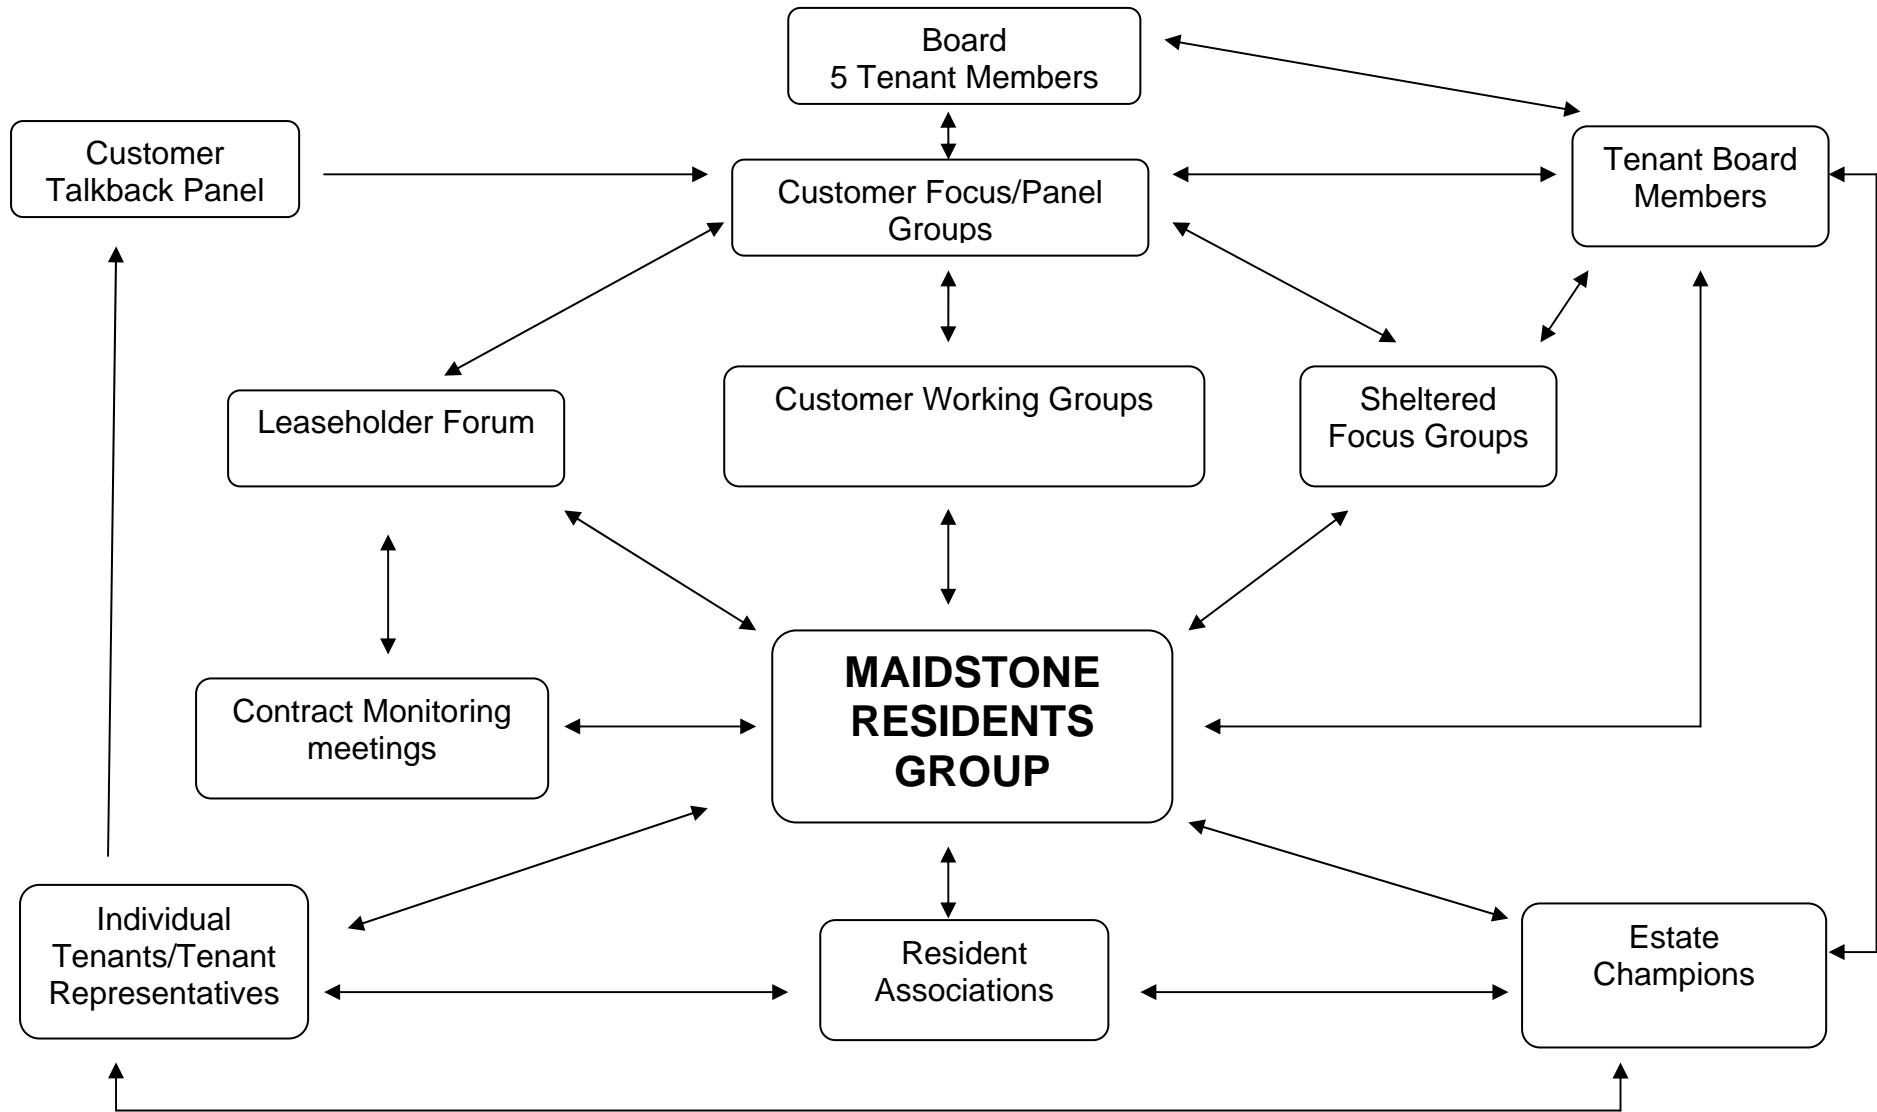 Board
5 Tenant Members
Customer
Talkback Panel
Customer Focus/Panel
Groups
Tenant Board
Members
Leaseholder Forum
Customer Working Groups
Sheltered
Focus Groups
Contract Monitoring
meetings
MAIDSTONE
RESIDENTS
GROUP
Individual
Tenants/Tenant
Representatives
Resident
Associations
Estate
Champions